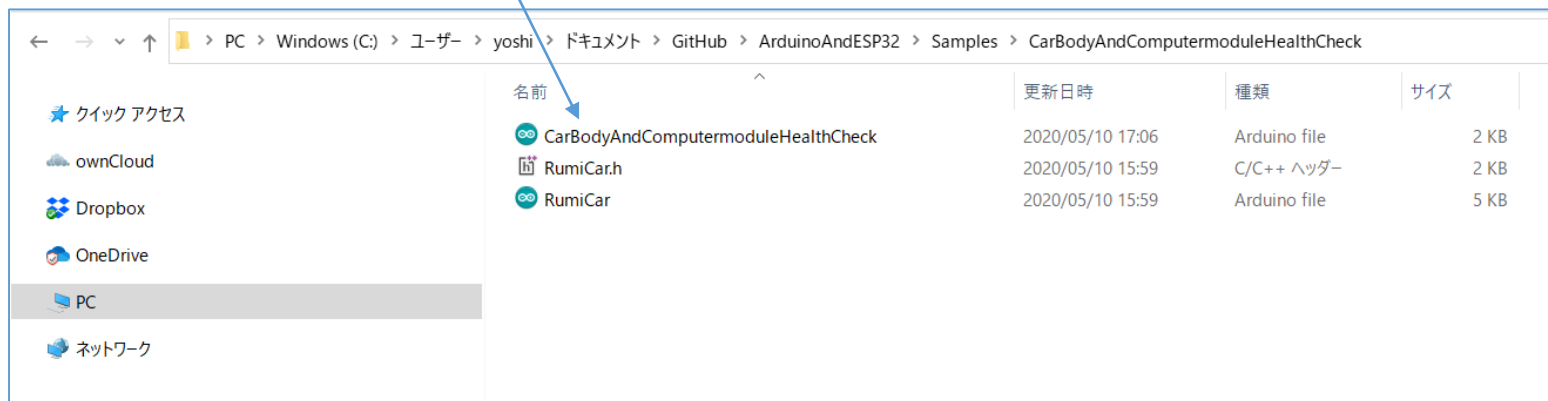 PC > Windows (C:) > ユーザー > yoshi > ドキュメント > GitHub > ArduinoAndESP32 > Samples > CarBodyAndComputermoduleHealthCheck
クイック アクセス
ownCloud
Dropbox
OneDrive
PC
ネットワーク
名前 更新日時 種類 サイズ
CarBodyAndComputermoduleHealthCheck 2020/05/10 17:06 Arduino file 2 KB
RumiCar.h 2020/05/10 15:59 C/C++ ヘッダー 2 KB
RumiCar 2020/05/10 15:59 Arduino file 5 KB